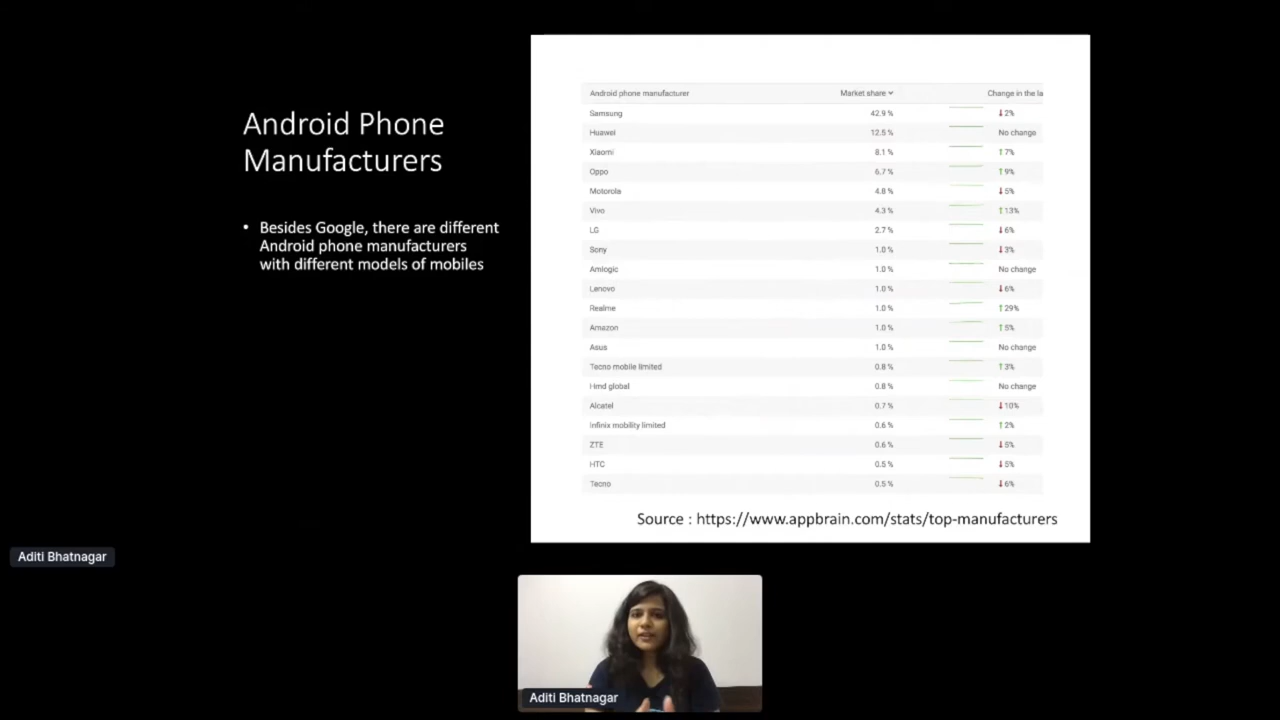 Android Phone
Manufacturers
• Besides Google, there are different
Android phone manufacturers
with different models of mobiles
Android phone manufacturer Market share Change in the la
Samsung 42.9 % ↓2%
Huawei 12.5 % No change
Xiaomi 8.1 % ↑7%
Oppo 6.7 % ↑9%
Motorola 4.8 % ↓5%
Vivo 4.3 % ↑13%
LG 2.7 % ↓6%
Sony 1.0 % ↓3%
Amlogic 1.0 % No change
Lenovo 1.0 % ↓6%
Realme 1.0 % ↑29%
Amazon 1.0 % ↑5%
Asus 1.0 % No change
Tecno mobile limited 0.8 % ↑3%
Hmd global 0.8 % No change
Alcatel 0.7 % ↓10%
Infinix mobility limited 0.6 % ↑2%
ZTE 0.6 % ↓5%
HTC 0.5 % ↓5%
Tecno 0.5 % ↓6%
Source : https://www.appbrain.com/stats/top-manufacturers
Aditi Bhatnagar
Aditi Bhatnagar